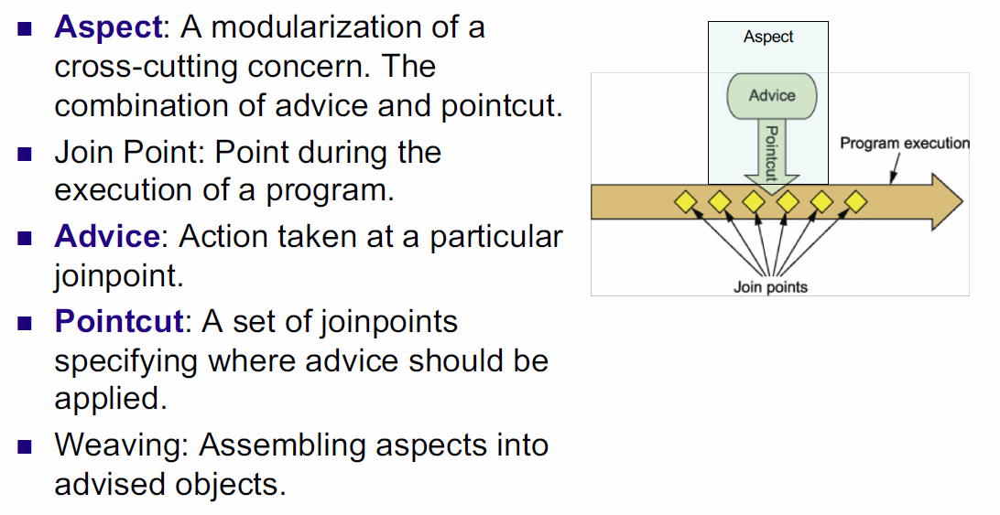 Aspect: A modularization of a
cross-cutting concern. The
combination of advice and pointcut.
Join Point: Point during the
execution of a program.
Advice: Action taken at a particular
joinpoint.
Pointcut: A set of joinpoints
specifying where advice should be
applied.
Weaving: Assembling aspects into
advised objects.
Aspect
Advice
Pointcut
Program execution
Join points